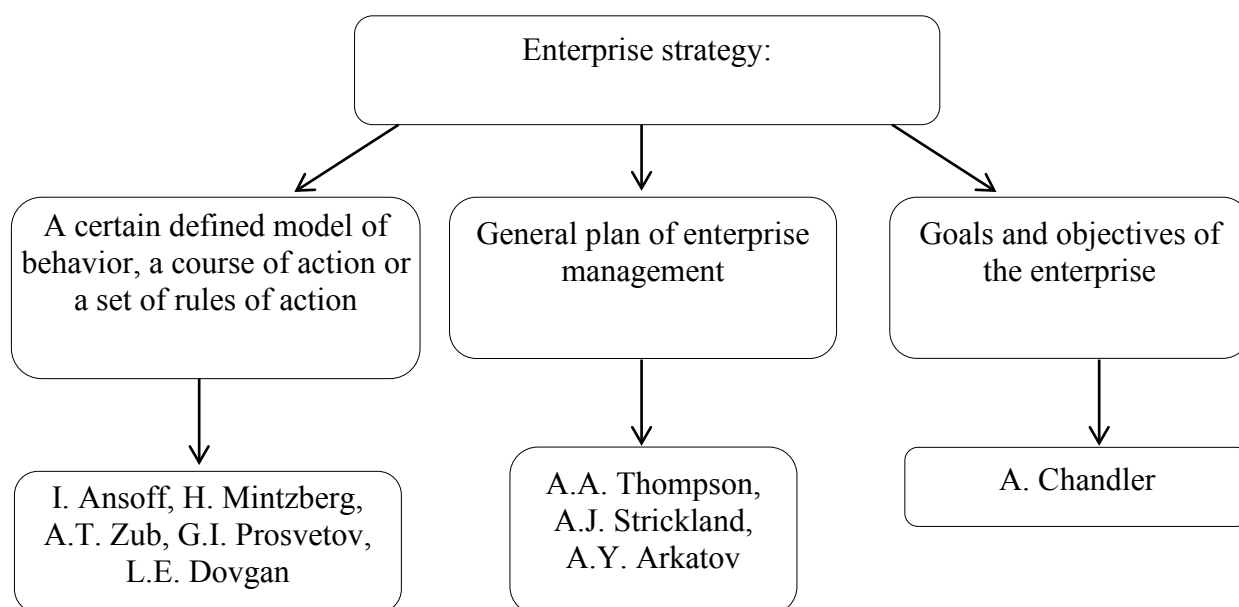 Enterprise strategy:
A certain defined model of
behavior, a course of action or
a set of rules of action
General plan of enterprise
management
Goals and objectives of
the enterprise
I. Ansoff, H. Mintzberg,
A.T. Zub, G.I. Prosvetov,
L.E. Dovgan
A.A. Thompson,
A.J. Strickland,
A.Y. Arkatov
A. Chandler